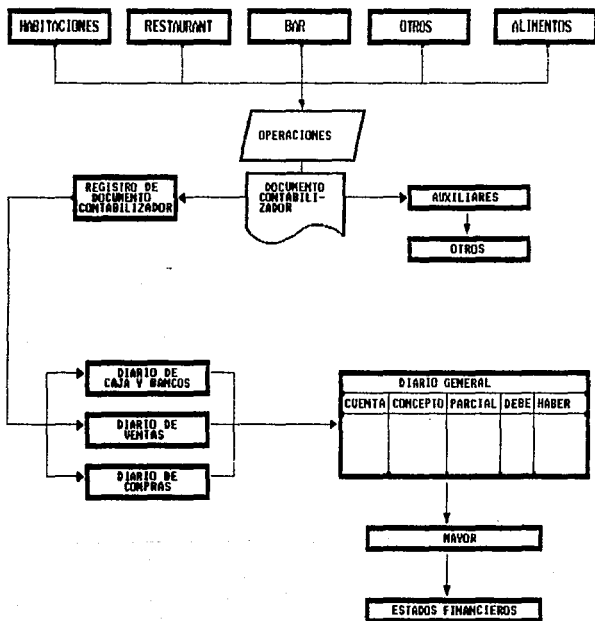 HABITACIONES
RESTAURANT
BAR
OTROS
ALIMENTOS
OPERACIONES
REGISTRO DE
DOCUMENTO
CONTABILIZADOR
DOCUMENTO
CONTABILI-
ZADOR
AUXILIARES
OTROS
DIARIO DE
CAJA Y BANCOS
DIARIO DE
VENTAS
DIARIO DE
COMPRAS
DIARIO GENERAL
CUENTA CONCEPTO PARCIAL DEBE HABER
MAYOR
ESTADOS FINANCIEROS